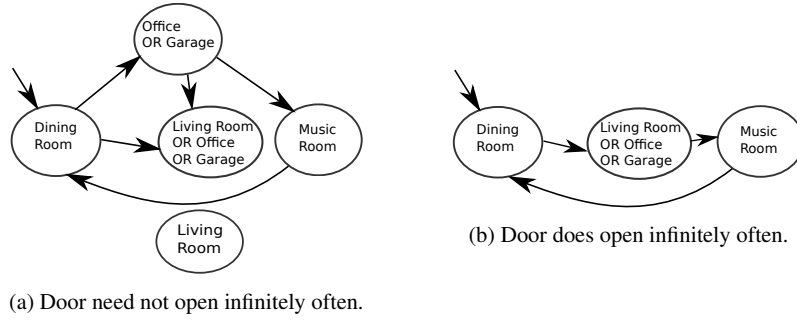 Office
OR Garage
Dining
Room
Living Room
OR Office
OR Garage
Music
Room
Living
Room
(a) Door need not open infinitely often.
Dining
Room
Living Room
OR Office
OR Garage
Music
Room
(b) Door does open infinitely often.